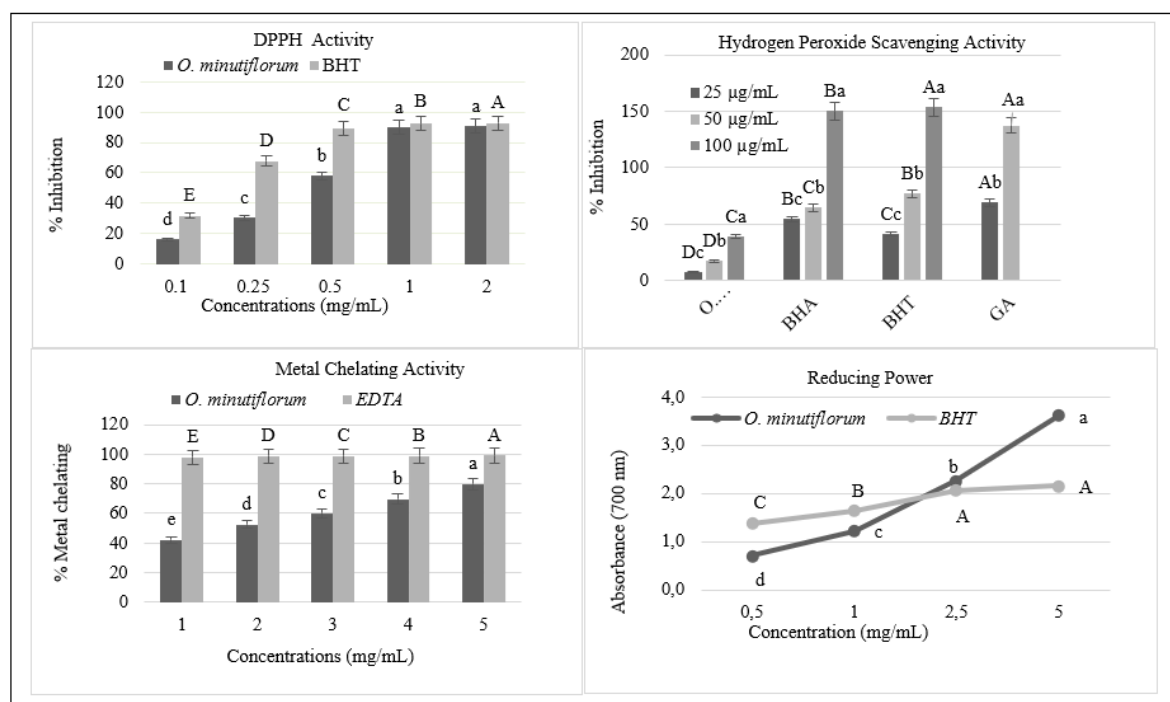 DPPH Activity
O. minutiflorum BHT
120
100
80
60
40
20
0
% Inhibition
d E c D b C a B a A
0.1 0.25 0.5 1 2
Concentrations (mg/mL)
Hydrogen Peroxide Scavenging Activity
200
150
100
50
0
% Inhibition
25 µg/mL
50 µg/mL
100 µg/mL
Dc Db Ca Bc Cb Ba Cc Bb Aa Ab Aa
O.... BHA BHT GA
Metal Chelating Activity
O. minutiflorum EDTA
120
100
80
60
40
20
0
% Metal chelating
e E d D c C b B a A
1 2 3 4 5
Concentrations (mg/mL)
Reducing Power
4,0
3,0
2,0
1,0
0,0
Absorbance (700 nm)
O. minutiflorum BHT
C B A A
d c b a
0,5 1 2,5 5
Concentration (mg/mL)